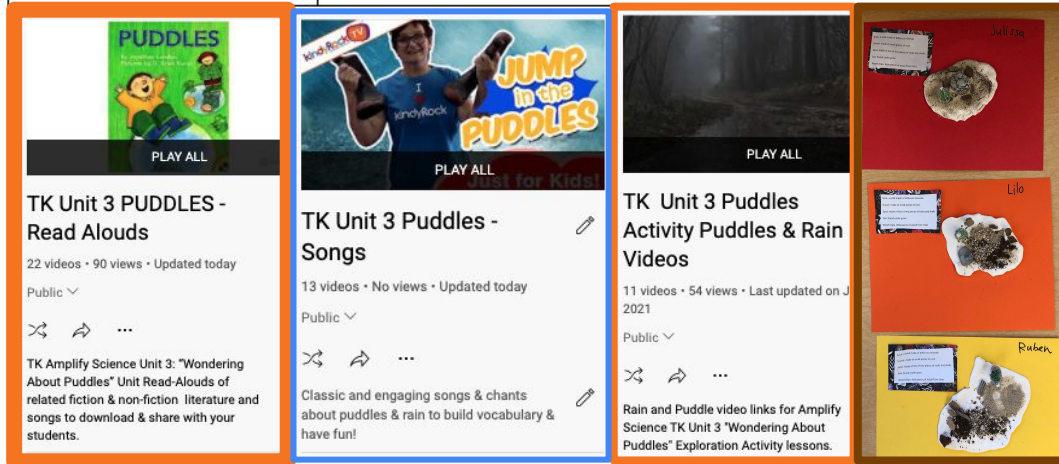 PUDDLES
PLAY ALL
TK Unit 3 PUDDLES -
Read Alouds
22 videos • 90 views • Updated today
Public
TK Amplify Science Unit 3: "Wondering
About Puddles" Unit Read-Alouds of
related fiction & non-fiction literature and
songs to download & share with your
students.
KindyRock TV
I
KindyRock
JUMP
in the
PUDDLES
PLAY ALL
Just for Kids!
TK Unit 3 Puddles -
Songs
13 videos • No views • Updated today
Public
Classic and engaging songs & chants
about puddles & rain to build vocabulary &
have fun!
PLAY ALL
TK Unit 3 Puddles
Activity Puddles & Rain
Videos
11 videos • 54 views • Last updated on J
2021
Public
Rain and Puddle video links for Amplify
Science TK Unit 3 "Wondering About
Puddles" Exploration Activity lessons.
Julissa
Lilo
Ruben